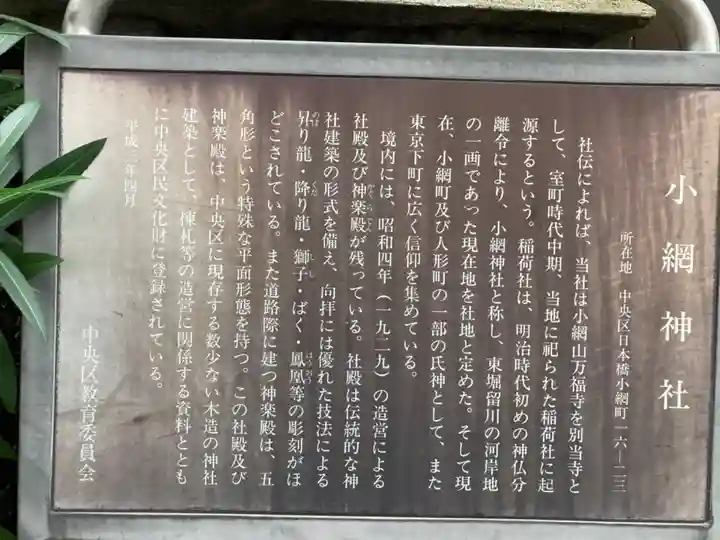 小網神社
所在地 中央区日本橋小網町一六―二三
社伝によれば、当社は小網山万福寺を別当寺と
して、室町時代中期、当地に祀られた稲荷社に起
源するという。稲荷社は、明治時代初めの神仏分
離令により、小網神社と称し、東堀留川の河岸地
の一画であった現在地を社地と定めた。そして現
在、小網町及び人形町の一部の氏神として、また
東京下町に広く信仰を集めている。
境内には、昭和四年（一九二九）の造営による
社殿及び神楽殿が残っている。社殿は伝統的な神
社建築の形式を備え、向拝には優れた技法による
昇り龍・降り龍・獅子・ばく・鳳凰等の彫刻がほ
どこされている。また道路際に建つ神楽殿は、五
角形という特殊な平面形態を持つ。この社殿及び
神楽殿は、中央区に現存する数少ない木造の神社
建築として、棟札等の造営に関係する資料ととも
に中央区民文化財に登録されている。
平成 年四月
中央区教育委員会